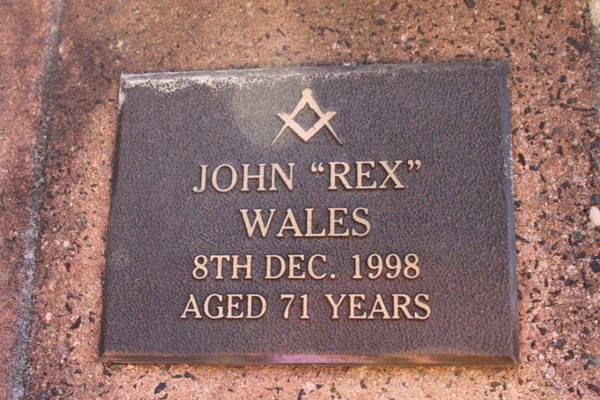 JOHN “REX”
WALES
8TH DEC. 1998
AGED 71 YEARS